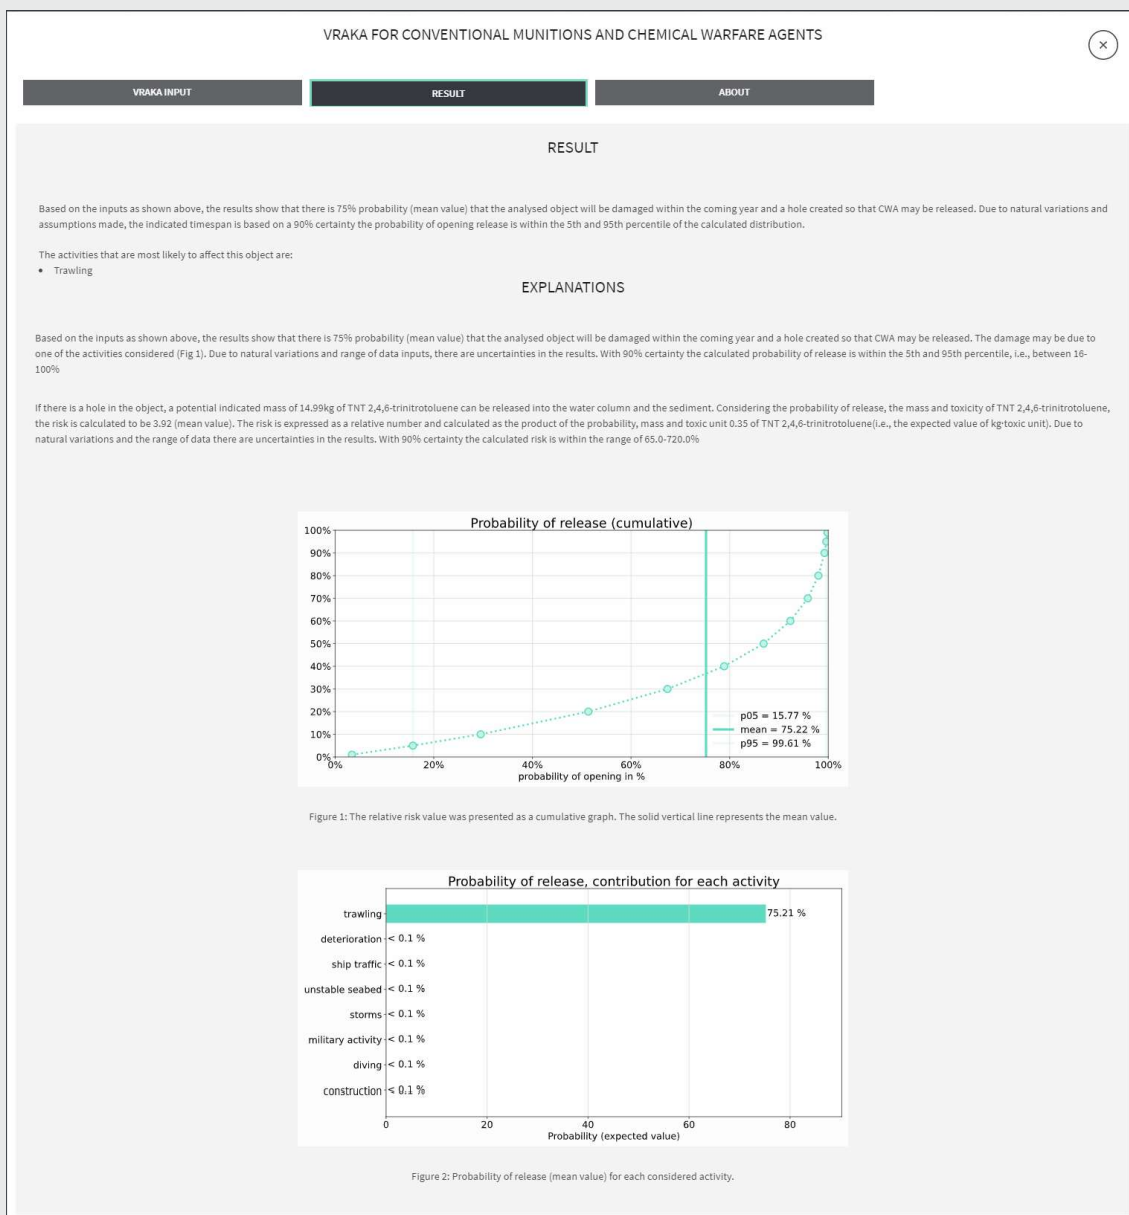 VRAKA FOR CONVENTIONAL MUNITIONS AND CHEMICAL WARFARE AGENTS
×
VRAKA INPUT
RESULT
ABOUT
RESULT
Based on the inputs as shown above, the results show that there is 75% probability (mean value) that the analysed object will be damaged within the coming year and a hole created so that CWA may be released. Due to natural variations and
assumptions made, the indicated timespan is based on a 90% certainty the probability of opening release is within the 5th and 95th percentile of the calculated distribution.
The activities that are most likely to affect this object are:
• Trawling
EXPLANATIONS
Based on the inputs as shown above, the results show that there is 75% probability (mean value) that the analysed object will be damaged within the coming year and a hole created so that CWA may be released. The damage may be due to
one of the activities considered (Fig 1). Due to natural variations and range of data inputs, there are uncertainties in the results. With 90% certainty the calculated probability of release is within the 5th and 95th percentile, i.e., between 16-
100%
If there is a hole in the object, a potential indicated mass of 14.99kg of TNT 2,4,6-trinitrotoluene can be released into the water column and the sediment. Considering the probability of release, the mass and toxicity of TNT 2,4,6-trinitrotoluene,
the risk is calculated to be 3.92 (mean value). The risk is expressed as a relative number and calculated as the product of the probability, mass and toxic unit 0.35 of TNT 2,4,6-trinitrotoluene(i.e., the expected value of kg·toxic unit). Due to
natural variations and the range of data there are uncertainties in the results. With 90% certainty the calculated risk is within the range of 65.0-720.0%
Probability of release (cumulative)
100%
90%
80%
70%
60%
50%
40%
30%
20%
10%
0%
p05 = 15.77 %
mean = 75.22 %
p95 = 99.61 %
0% 20% 40% 60% 80% 100%
probability of opening in %
Figure 1: The relative risk value was presented as a cumulative graph. The solid vertical line represents the mean value.
Probability of release, contribution for each activity
trawling 75.21 %
deterioration < 0.1 %
ship traffic < 0.1 %
unstable seabed < 0.1 %
storms < 0.1 %
military activity < 0.1 %
diving < 0.1 %
construction < 0.1 %
0 20 40 60 80
Probability (expected value)
Figure 2: Probability of release (mean value) for each considered activity.